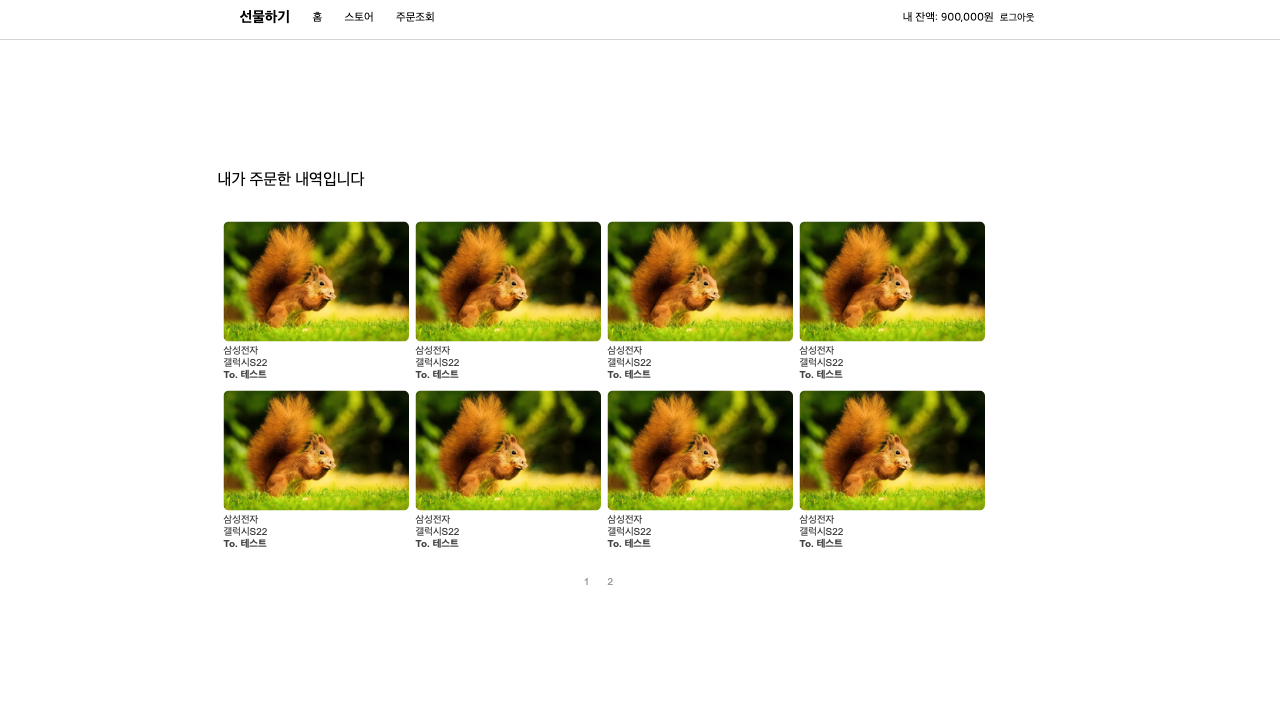 선물하기 홈 스토어 주문조회 내 잔액: 900,000원 로그아웃
내가 주문한 내역입니다
삼성전자 삼성전자 삼성전자 삼성전자
갤럭시S22 갤럭시S22 갤럭시S22 갤럭시S22
To. 테스트 To. 테스트 To. 테스트 To. 테스트
삼성전자 삼성전자 삼성전자 삼성전자
갤럭시S22 갤럭시S22 갤럭시S22 갤럭시S22
To. 테스트 To. 테스트 To. 테스트 To. 테스트
1 2